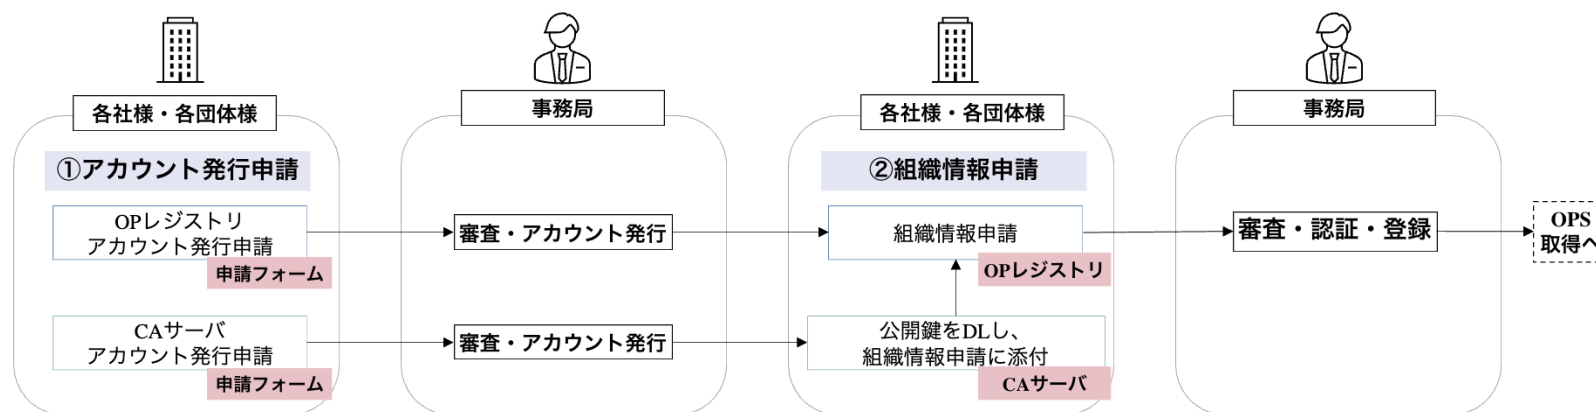 各社様・各団体様
①アカウント発行申請
OPレジストリ
アカウント発行申請
申請フォーム
CAサーバ
アカウント発行申請
申請フォーム
事務局
審査・アカウント発行
審査・アカウント発行
各社様・各団体様
②組織情報申請
組織情報申請
OPレジストリ
公開鍵をDLし、
組織情報申請に添付
CAサーバ
事務局
審査・認証・登録
OPS
取得へ